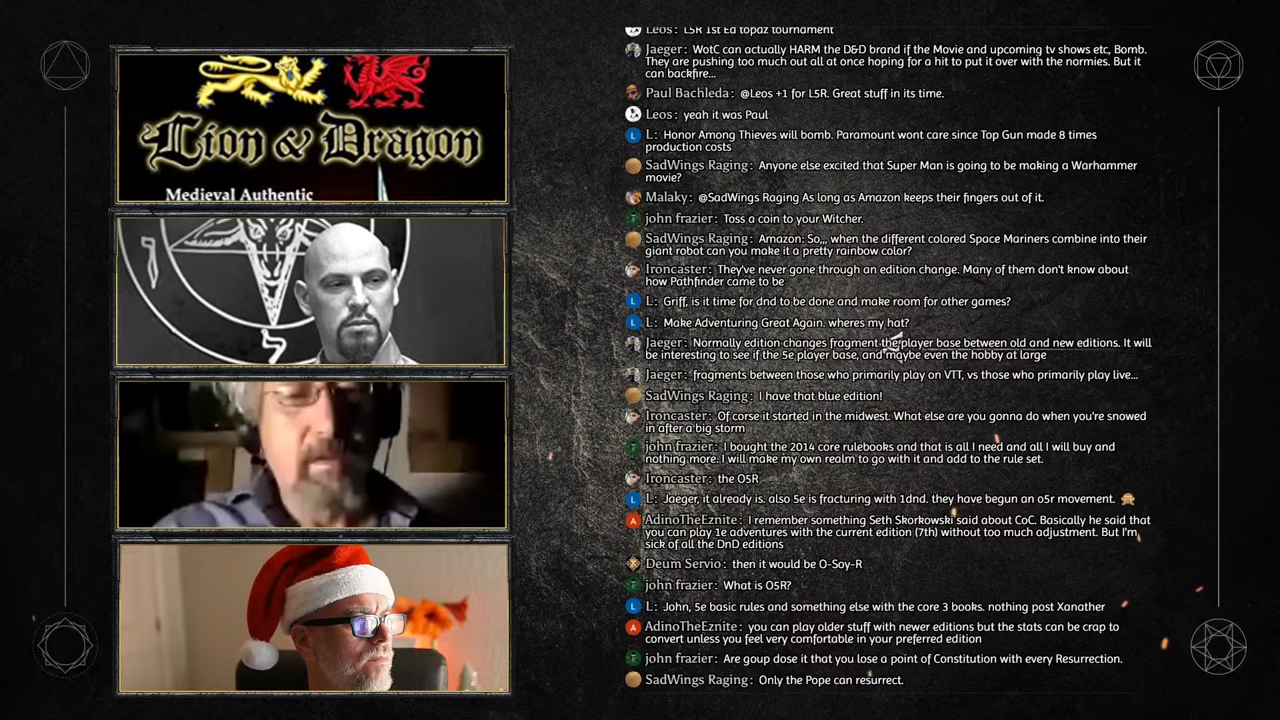 Lion & Dragon
Medieval Authentic
Leos: L5R 1st Ed topaz tournament
Jaeger: WotC can actually HARM the D&D brand if the Movie and upcoming tv shows etc, Bomb.
They are pushing too much out all at once hoping for a hit to put it over with the normies. But it
can backfire...
Paul Bachleda: @Leos +1 for L5R. Great stuff in its time.
Leos: yeah it was Paul
L: Honor Among Thieves will bomb. Paramount wont care since Top Gun made 8 times
production costs
SadWings Raging: Anyone else excited that Super Man is going to be making a Warhammer
movie?
Malaky: @SadWings Raging As long as Amazon keeps their fingers out of it.
john frazier: Toss a coin to your Witcher.
SadWings Raging: Amazon: So,,, when the different colored Space Mariners combine into their
giant robot can you make it a pretty rainbow color?
Ironcaster: They've never gone through an edition change. Many of them don't know about
how Pathfinder came to be
L: Griff, is it time for dnd to be done and make room for other games?
L: Make Adventuring Great Again. wheres my hat?
Jaeger: Normally edition changes fragment the player base between old and new editions. It will
be interesting to see if the 5e player base, and maybe even the hobby at large
Jaeger: fragments between those who primarily play on VTT, vs those who primarily play live...
SadWings Raging: I have that blue edition!
Ironcaster: Of corse it started in the midwest. What else are you gonna do when you're snowed
in after a big storm
john frazier: I bought the 2014 core rulebooks and that is all I need and all I will buy and
nothing more. I will make my own realm to go with it and add to the rule set.
Ironcaster: the O5R
L: Jaeger, it already is. also 5e is fracturing with 1dnd. they have begun an o5r movement.
AdinoTheEznite: I remember something Seth Skorkowski said about CoC. Basically he said that
you can play 1e adventures with the current edition (7th) without too much adjustment. But I'm
sick of all the DnD editions
Deum Servio: then it would be O-Soy-R
john frazier: What is O5R?
L: John, 5e basic rules and something else with the core 3 books. nothing post Xanather
AdinoTheEznite: you can play older stuff with newer editions but the stats can be crap to
convert unless you feel very comfortable in your preferred edition
john frazier: Are goup dose it that you lose a point of Constitution with every Resurrection.
SadWings Raging: Only the Pope can resurrect.